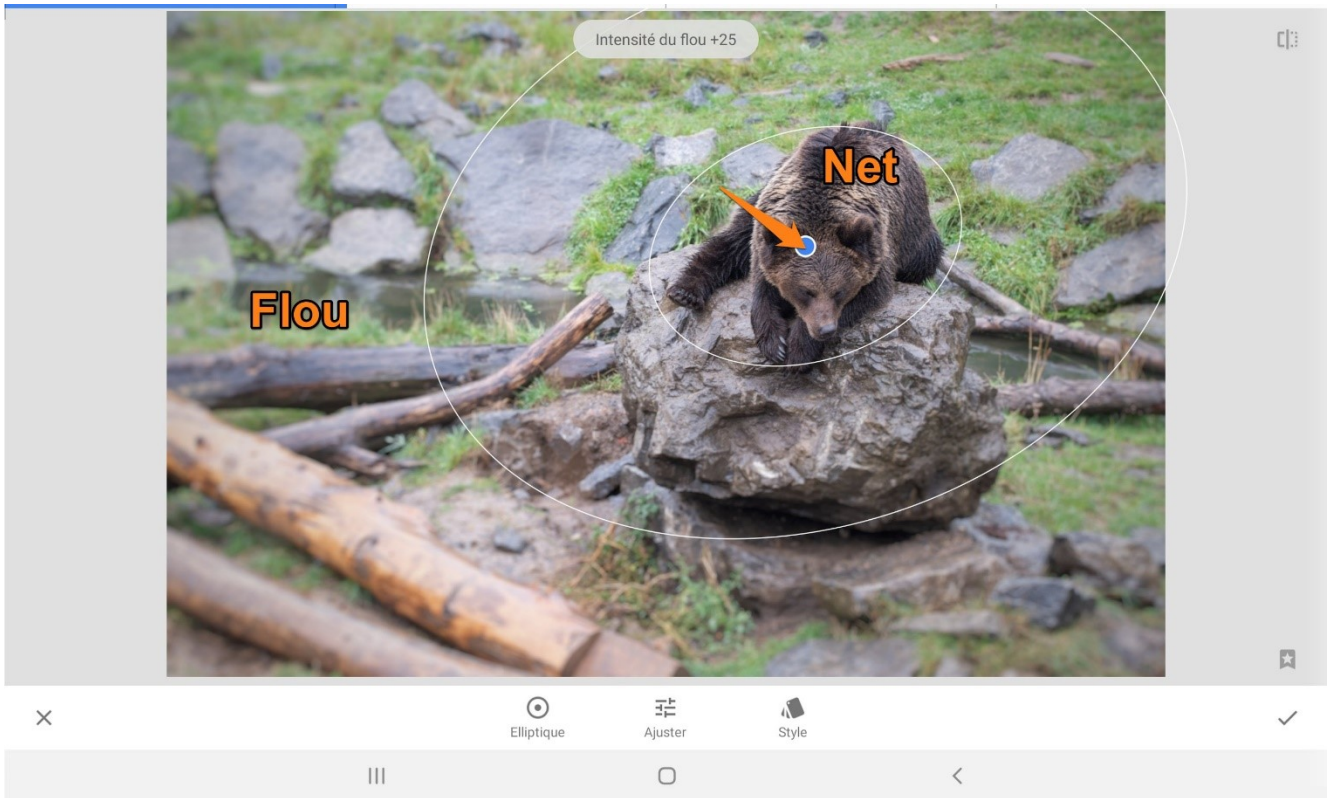 Intensité du flou +25
Net
Flou
Elliptique
Ajuster
Style